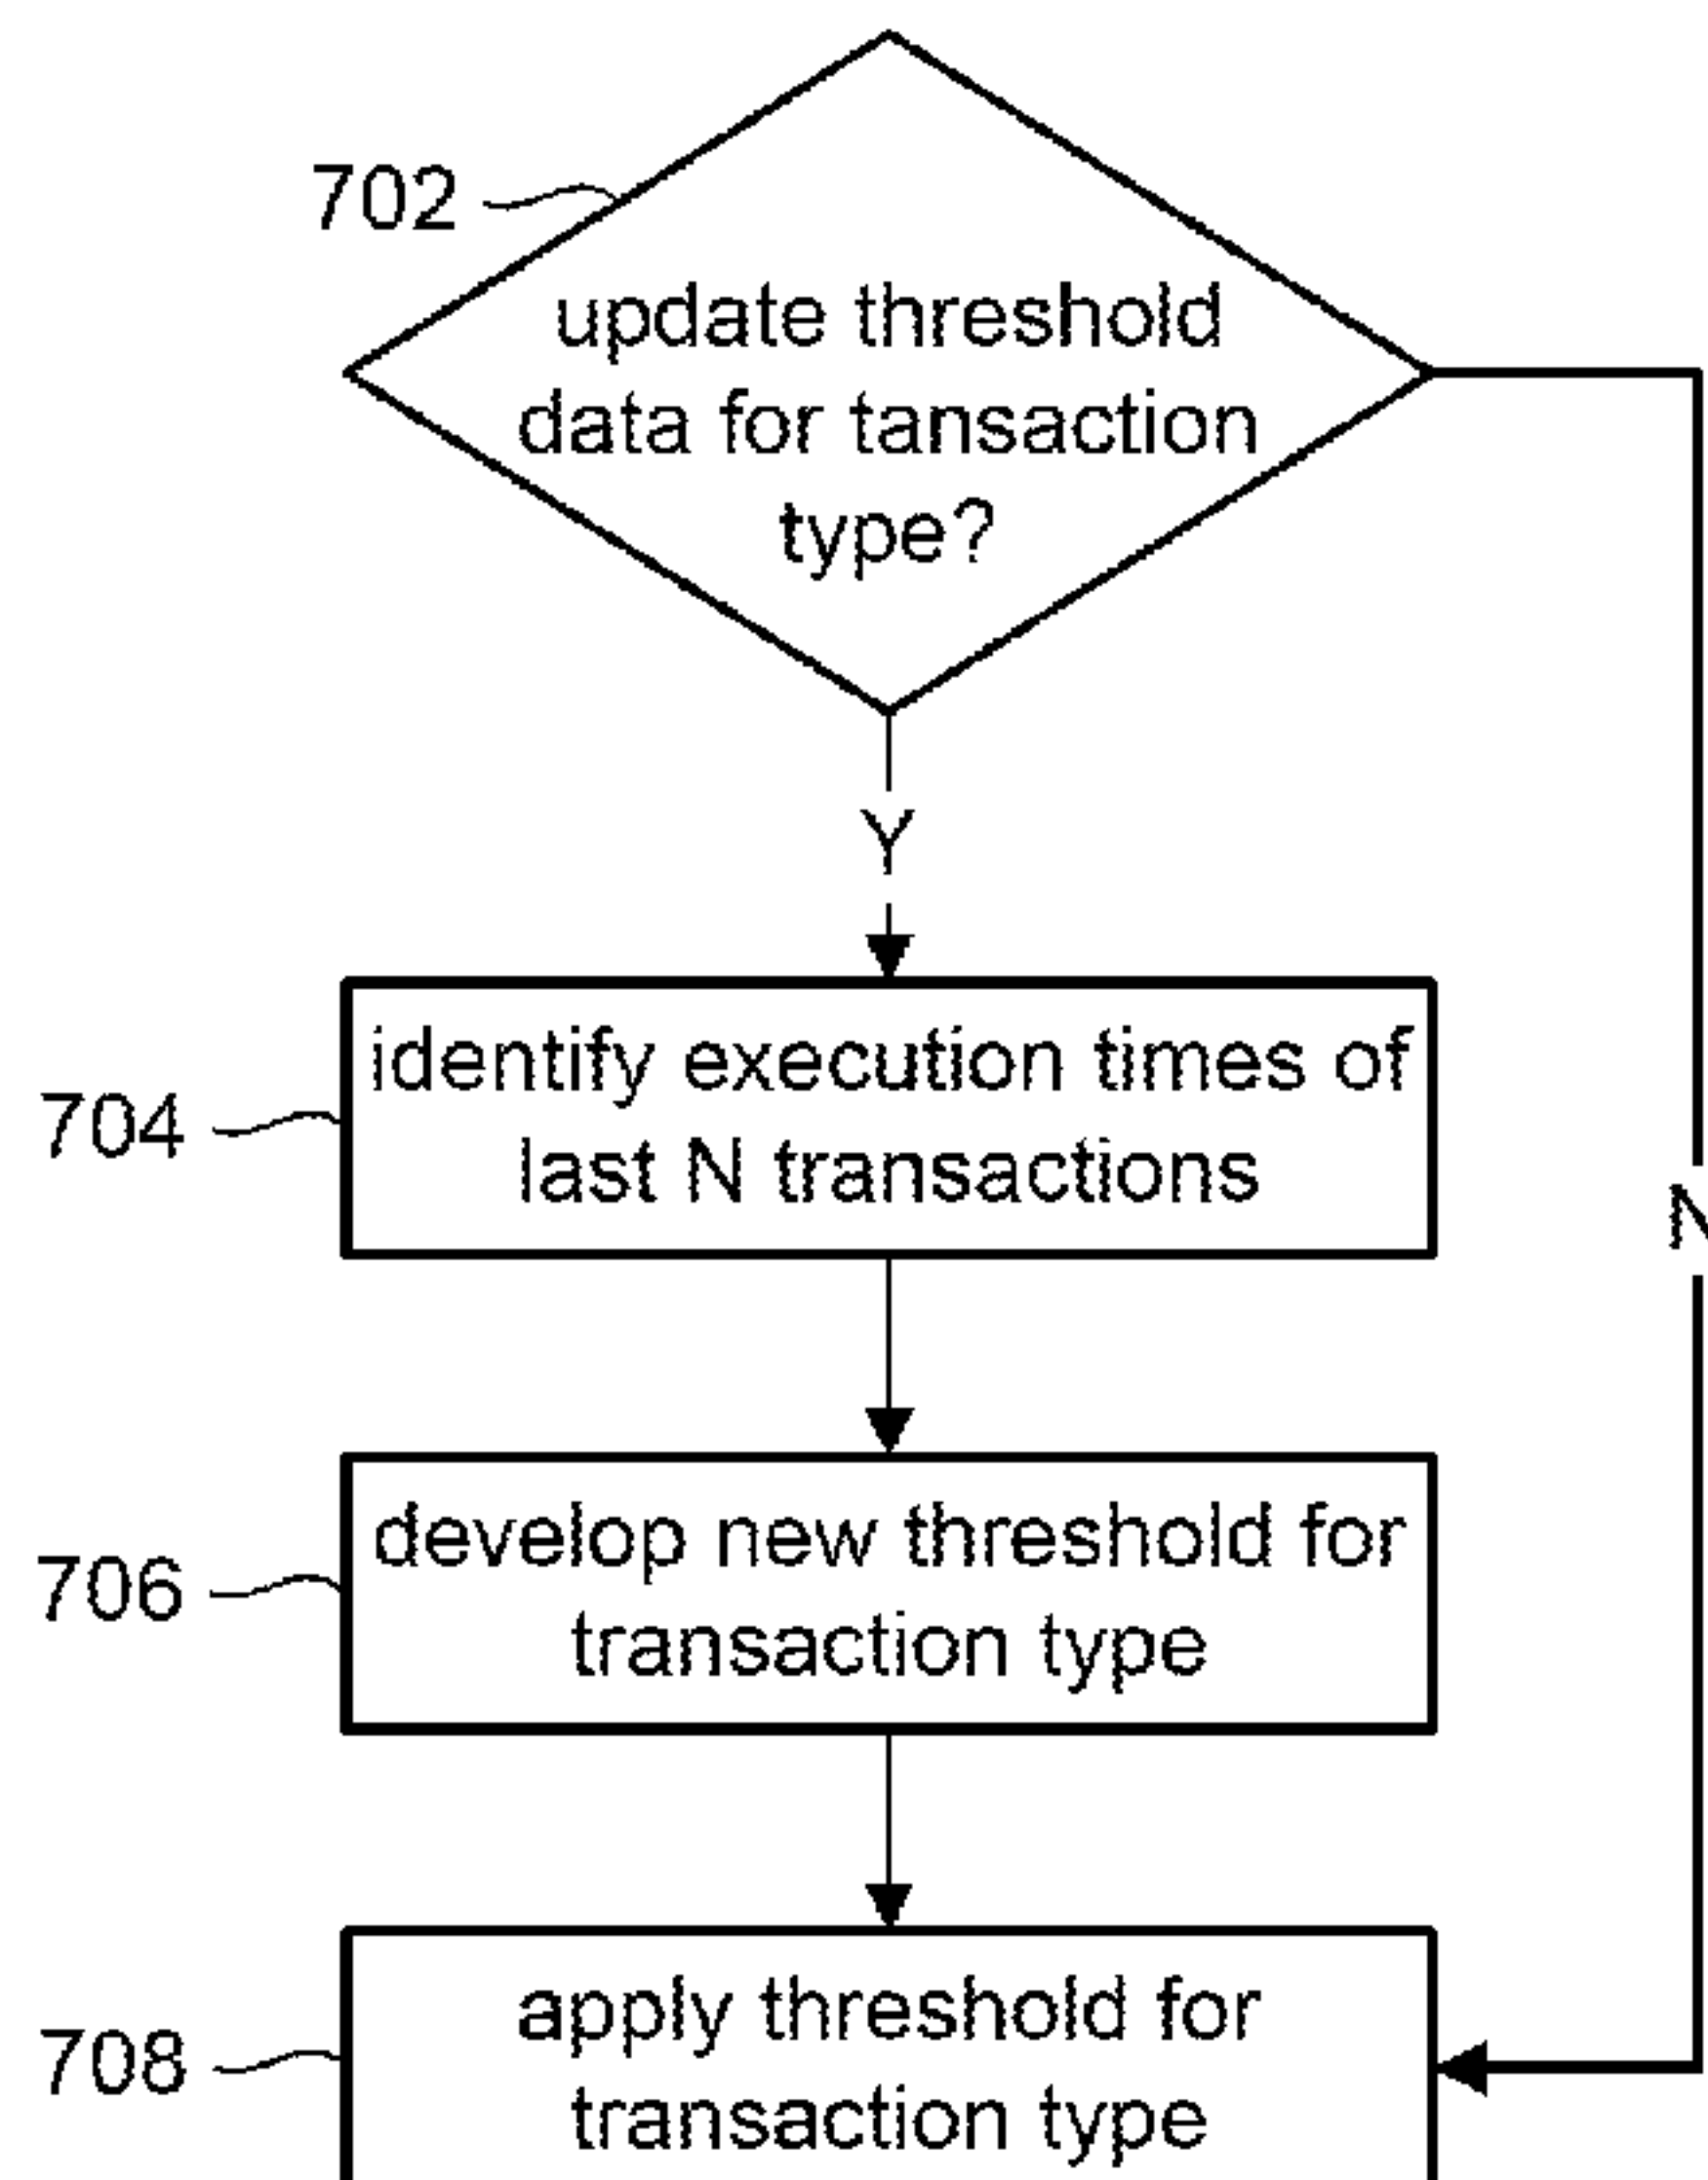 702
update threshold
data for tansaction
type?
Y
704
identify execution times of
last N transactions
N
706
develop new threshold for
transaction type
708
apply threshold for
transaction type